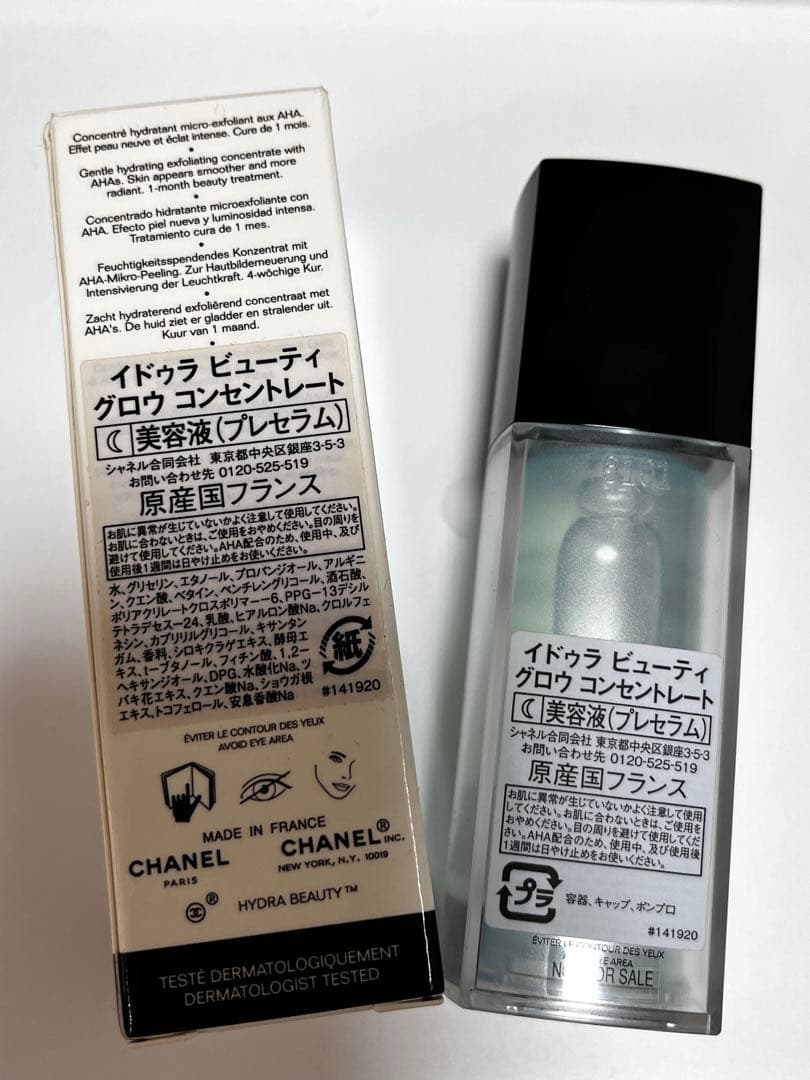 Concentré hydratant micro-exfoliant aux AHA.
Effet peau neuve et éclat intense. Cure de 1 mois.
•
Gentle hydrating exfoliating concentrate with
AHAs. Skin appears smoother and more
radiant. 1-month beauty treatment.
•
Concentrado hidratante microexfoliante con
AHA. Efecto piel nueva y luminosidad intensa.
Tratamiento cura de 1 mes.
•
Feuchtigkeitsspendendes Konzentrat mit
AHA-Mikro-Peeling. Zur Hautbilderneuerung und
Intensivierung der Leuchtkraft. 4-wöchige Kur.
•
Zacht hydraterend exfoliërend concentraat met
AHA's. De huid ziet er gladder en stralender uit.
Kuur van 1 maand.
•
イドゥラ ビューティ
グロウ コンセントレート
☾ 美容液(プレセラム)
シャネル合同会社 東京都中央区銀座3-5-3
お問い合わせ先 0120-525-519
原産国フランス
お肌に異常が生じていないかよく注意して使用してください。
お肌に合わないときは、ご使用をおやめください。目の周りを
避けて使用してください。AHA配合のため、使用中、及び
使用後1週間は日やけ止めをお使いください。
水、グリセリン、エタノール、プロパンジオール、アルギニ
ン、クエン酸、ベタイン、ペンチレングリコール、酒石酸、
ポリアクリレートクロスポリマー-6、PPG-13デシル
テトラデセス-24、乳酸、ヒアルロン酸Na、クロルフェ
ネシン、カプリリルグリコール、キサンタン
ガム、香料、シロキクラゲエキス、酵母エ
キス、t-ブタノール、フィチン酸、1,2-
ヘキサンジオール、DPG、水酸化Na、ツ
バキ花エキス、クエン酸Na、ショウガ根
エキス、トコフェロール、安息香酸Na
紙
#141920
ÉVITER LE CONTOUR DES YEUX
AVOID EYE AREA
MADE IN FRANCE
CHANEL
PARIS
CHANEL® INC.
NEW YORK, N.Y. 10019
® HYDRA BEAUTY™
TESTÉ DERMATOLOGIQUEMENT
DERMATOLOGIST TESTED
6101
イドゥラ ビューティ
グロウ コンセントレート
☾ 美容液(プレセラム)
シャネル合同会社 東京都中央区銀座3-5-3
お問い合わせ先 0120-525-519
原産国フランス
お肌に異常が生じていないかよく注意して使用
してください。お肌に合わないときは、ご使用を
おやめください。目の周りを避けて使用してくだ
さい。AHA配合のため、使用中、及び使用後
1週間は日やけ止めをお使いください。
プラ
容器、キャップ、ポンプロ
#141920
ÉVITER LE CONTOUR DES YEUX
EYE AREA
OR SALE